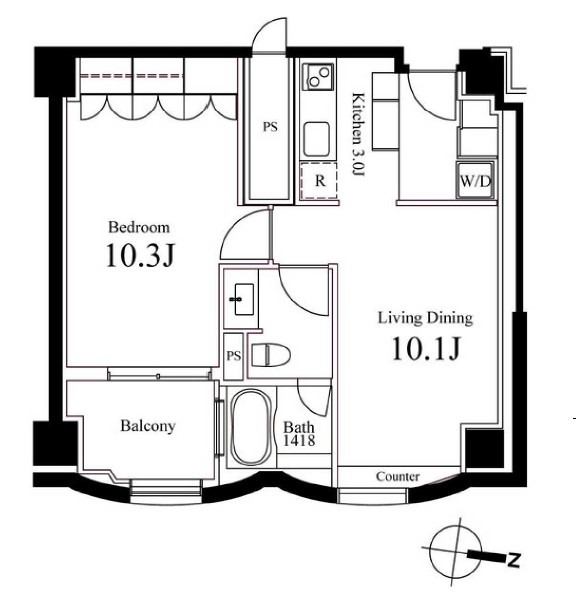 PS
Kitchen 3.0J
R
W/D
Bedroom
10.3J
Living Dining
10.1J
PS
Balcony
Bath
1418
Counter
N